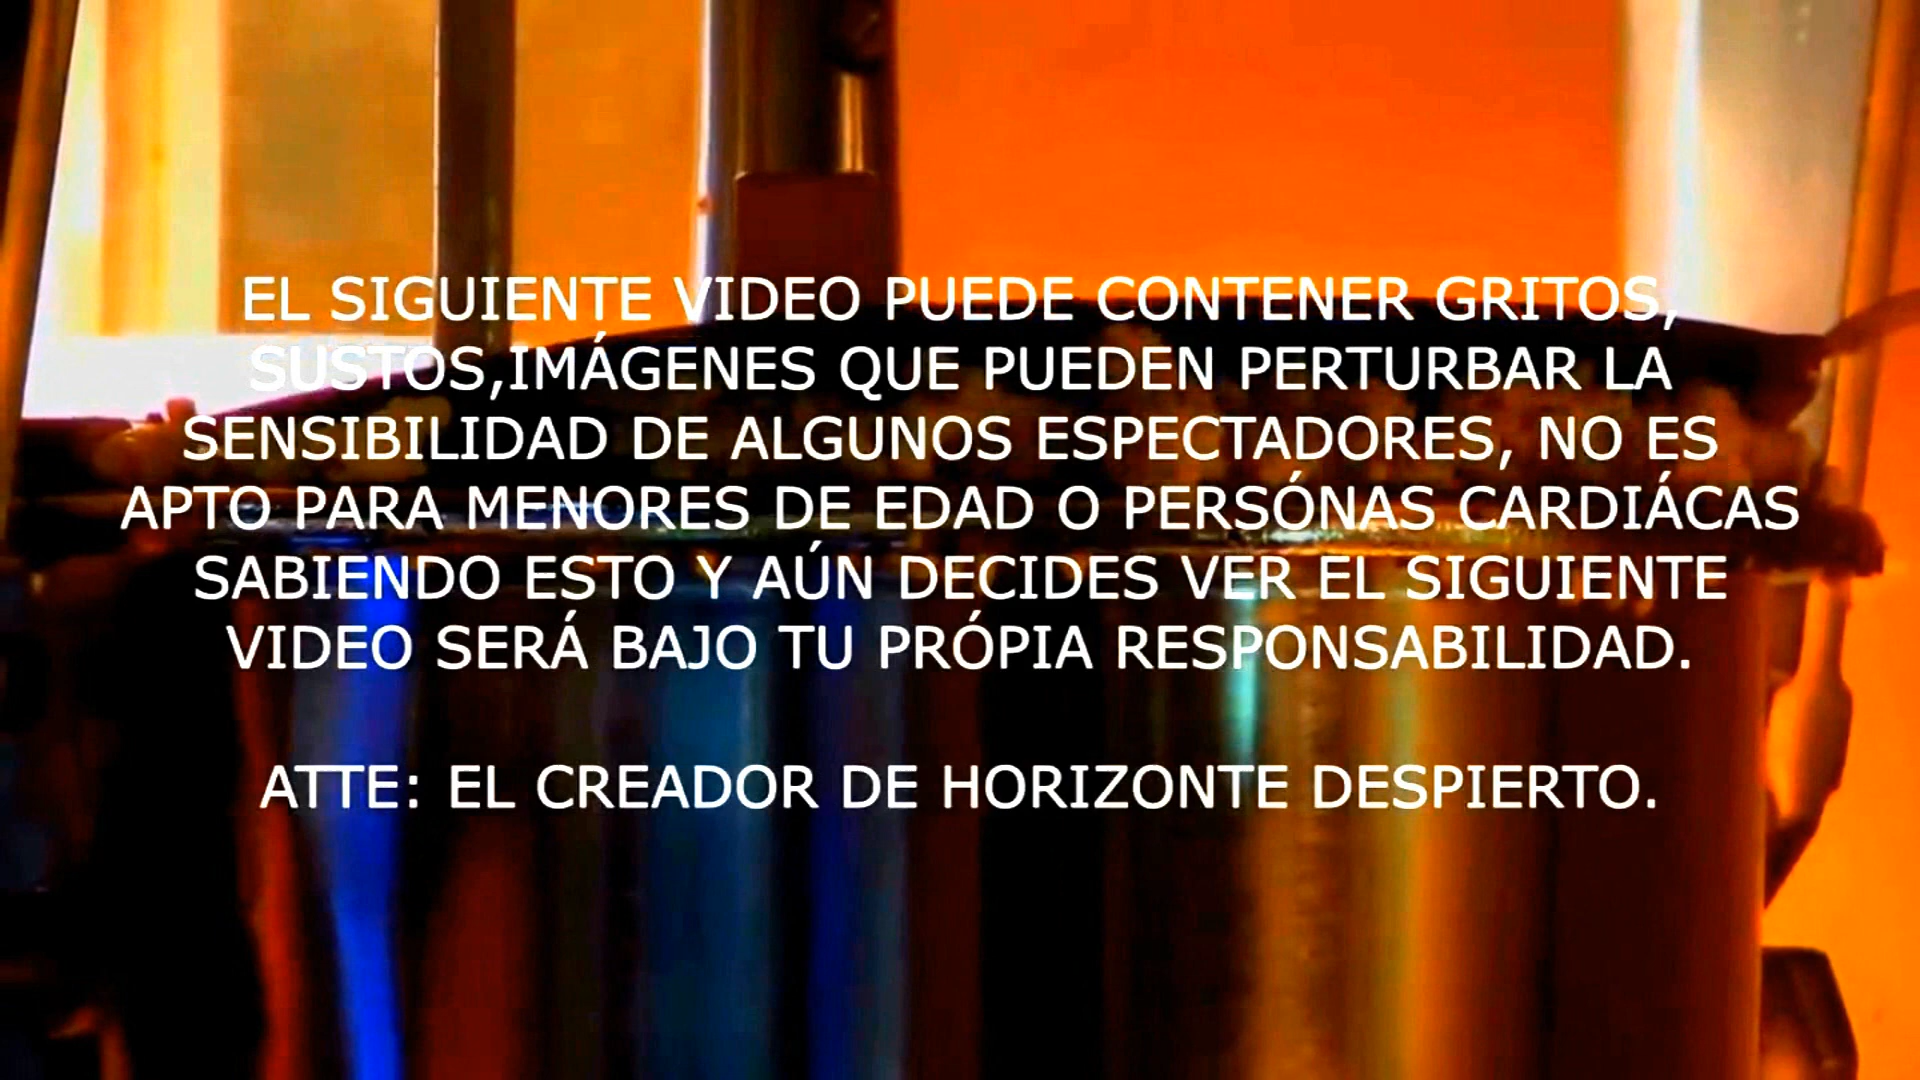 EL SIGUIENTE VIDEO PUEDE CONTENER GRITOS,
SUSTOS,IMÁGENES QUE PUEDEN PERTURBAR LA
SENSIBILIDAD DE ALGUNOS ESPECTADORES, NO ES
APTO PARA MENORES DE EDAD O PERSÓNAS CARDIÁCAS
SABIENDO ESTO Y AÚN DECIDES VER EL SIGUIENTE
VIDEO SERÁ BAJO TU PRÓPIA RESPONSABILIDAD.
ATTE: EL CREADOR DE HORIZONTE DESPIERTO.